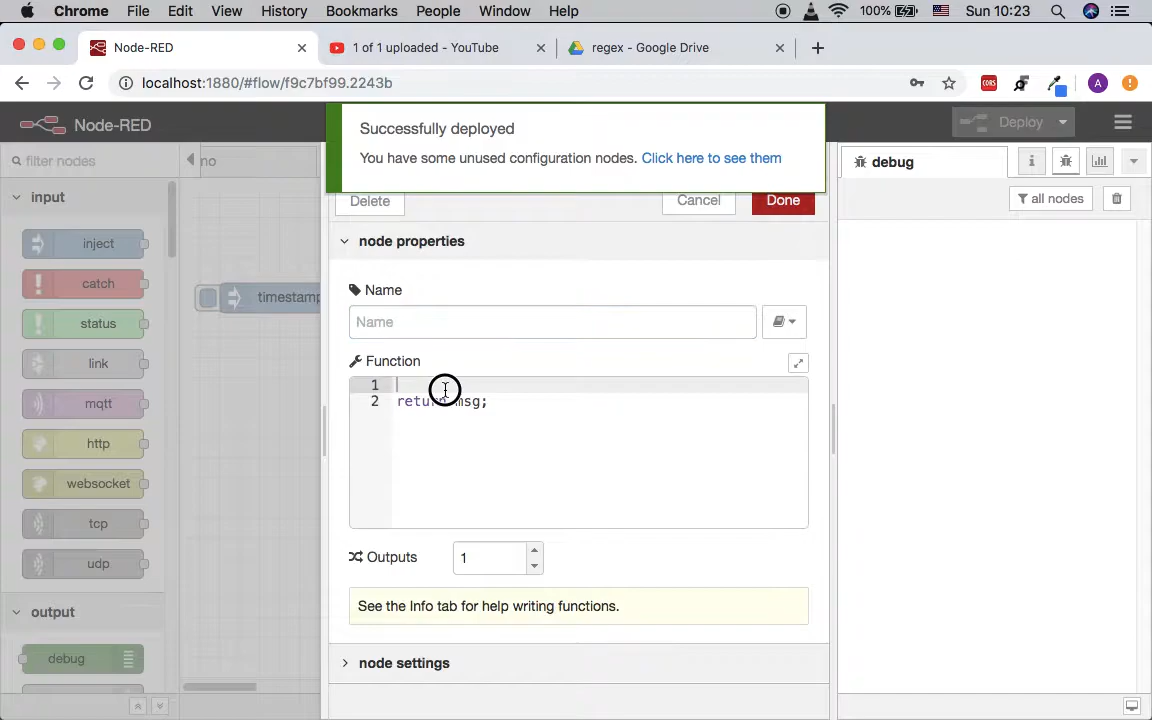 Chrome File Edit View History Bookmarks People Window Help 100% Sun 10:23
Node-RED 1 of 1 uploaded - YouTube regex - Google Drive
localhost:1880/#flow/f9c7bf99.2243b CORS A
Node-RED Deploy
Successfully deployed
You have some unused configuration nodes. Click here to see them
filter nodes no debug
Delete Cancel Done all nodes
input node properties
inject
catch Name
timestamp
status Name
link Function
1
mqtt 2 return msg;
http
websocket
tcp
udp Outputs 1
See the Info tab for help writing functions.
output
debug node settings